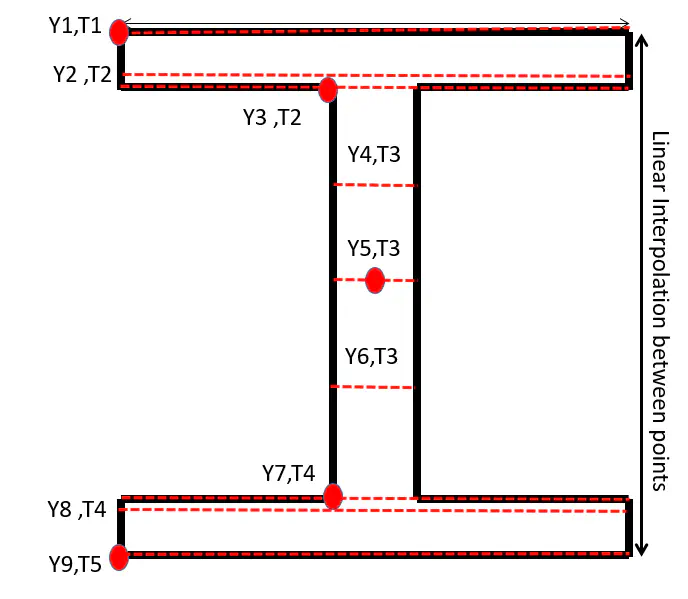 Y1,T1
Y2 ,T2
Y3 ,T2
Y4,T3
Y5,T3
Y6,T3
Y7,T4
Y8 ,T4
Y9,T5
Linear Interpolation between points